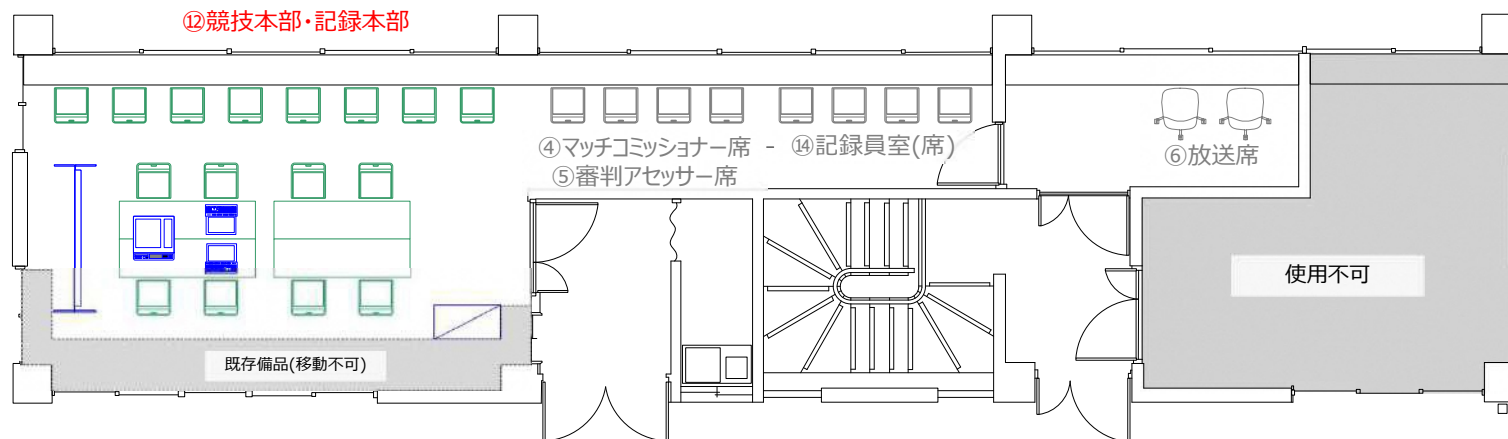 ⑫競技本部・記録本部
④マッチコミッショナー席 - ⑭記録員室(席)
⑤審判アセッサー席
⑥放送席
使用不可
既存備品(移動不可)